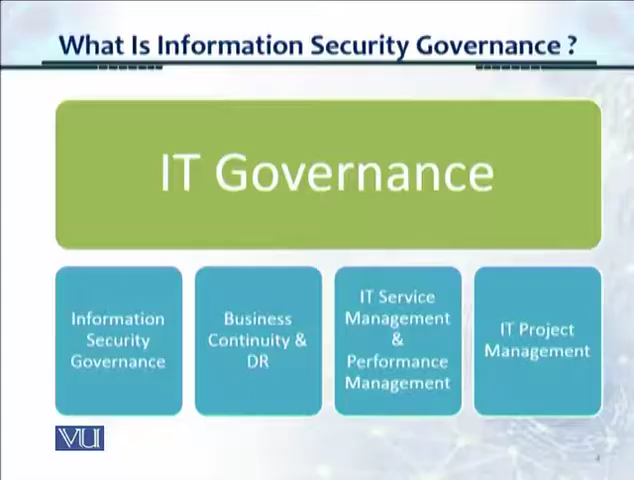 What Is Information Security Governance ?
IT Governance
Information
Security
Governance
Business
Continuity &
DR
IT Service
Management
&
Performance
Management
IT Project
Management
VU
4